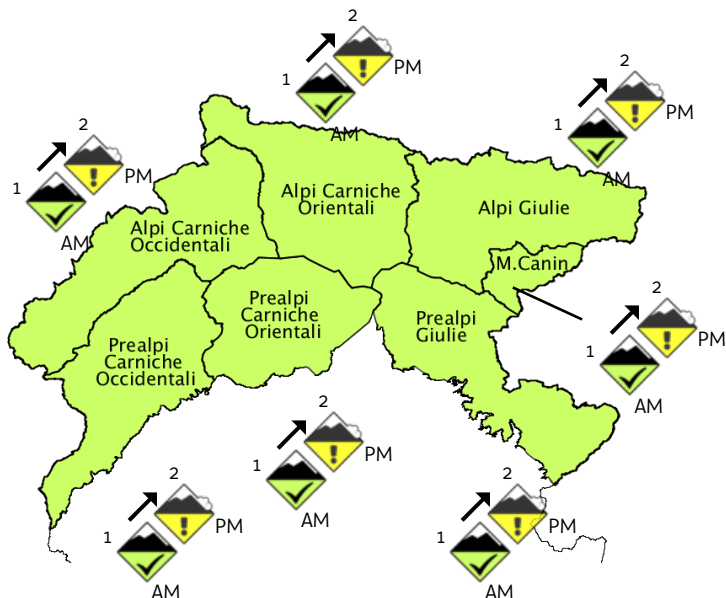 2
1
PM
AM
2
1
PM
AM
2
1
PM
AM
Alpi Carniche
Orientali
Alpi Giulie
Alpi Carniche
Occidentali
M.Canin
Prealpi
Carniche
Orientali
Prealpi
Giulie
Prealpi
Carniche
Occidentali
2
1
PM
AM
2
1
PM
AM
2
1
PM
AM
2
1
PM
AM